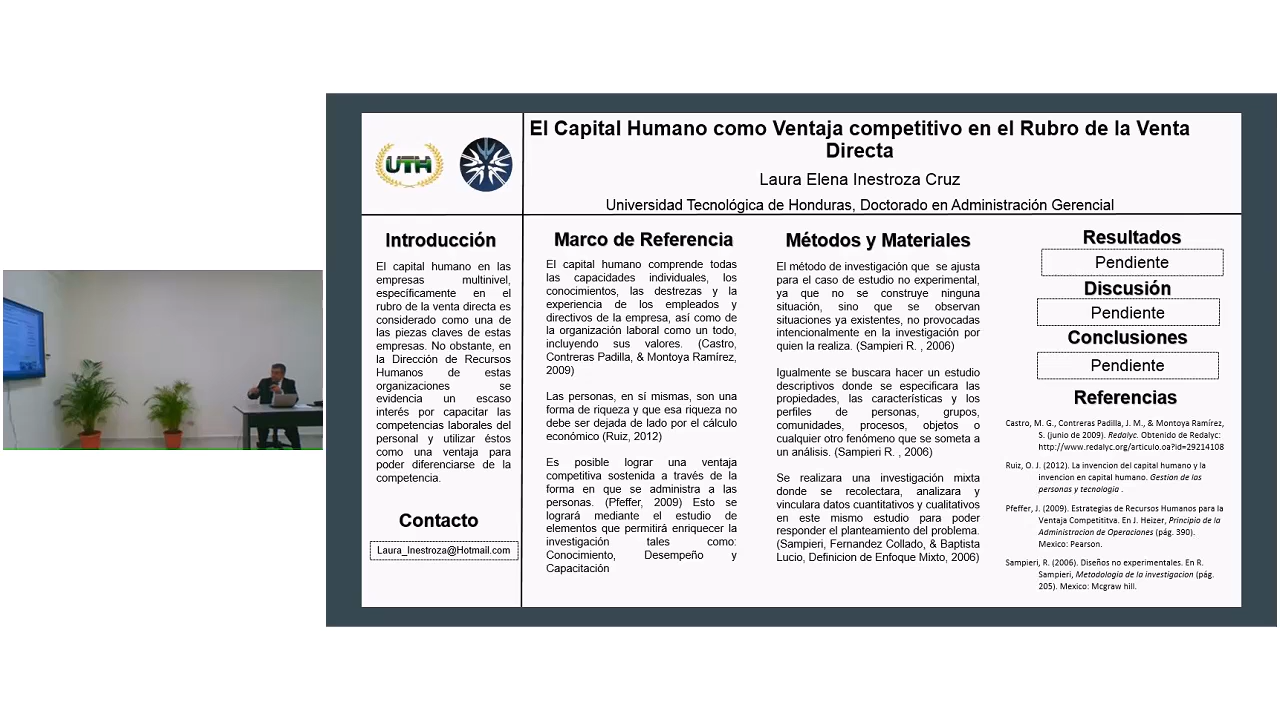 UTH
El Capital Humano como Ventaja competitivo en el Rubro de la Venta
Directa
Laura Elena Inestroza Cruz
Universidad Tecnológica de Honduras, Doctorado en Administración Gerencial
Introducción
El capital humano en las
empresas multinivel,
específicamente en el
rubro de la venta directa es
considerado como una de
las piezas claves de estas
empresas. No obstante, en
la Dirección de Recursos
Humanos de estas
organizaciones se
evidencia un escaso
interés por capacitar las
competencias laborales del
personal y utilizar éstos
como una ventaja para
poder diferenciarse de la
competencia.
Contacto
Laura_Inestroza@Hotmail.com
Marco de Referencia
El capital humano comprende todas
las capacidades individuales, los
conocimientos, las destrezas y la
experiencia de los empleados y
directivos de la empresa, así como de
la organización laboral como un todo,
incluyendo sus valores. (Castro,
Contreras Padilla, & Montoya Ramírez,
2009)
Las personas, en sí mismas, son una
forma de riqueza y que esa riqueza no
debe ser dejada de lado por el cálculo
económico (Ruiz, 2012)
Es posible lograr una ventaja
competitiva sostenida a través de la
forma en que se administra a las
personas. (Pfeffer, 2009) Esto se
logrará mediante el estudio de
elementos que permitirá enriquecer la
investigación tales como:
Conocimiento, Desempeño y
Capacitación
Métodos y Materiales
El método de investigación que se ajusta
para el caso de estudio no experimental,
ya que no se construye ninguna
situación, sino que se observan
situaciones ya existentes, no provocadas
intencionalmente en la investigación por
quien la realiza. (Sampieri R. , 2006)
Igualmente se buscara hacer un estudio
descriptivos donde se especificara las
propiedades, las características y los
perfiles de personas, grupos,
comunidades, procesos, objetos o
cualquier otro fenómeno que se someta a
un análisis. (Sampieri R. , 2006)
Se realizara una investigación mixta
donde se recolectara, analizara y
vinculara datos cuantitativos y cualitativos
en este mismo estudio para poder
responder el planteamiento del problema.
(Sampieri, Fernandez Collado, & Baptista
Lucio, Definicion de Enfoque Mixto, 2006)
Resultados
Pendiente
Discusión
Pendiente
Conclusiones
Pendiente
Referencias
Castro, M. G., Contreras Padilla, J. M., & Montoya Ramírez,
S. (junio de 2009). Redalyc. Obtenido de Redalyc:
http://www.redalyc.org/articulo.oa?id=29214108
Ruiz, O. J. (2012). La invencion del capital humano y la
invencion en capital humano. Gestion de las
personas y tecnologia .
Pfeffer, J. (2009). Estrategias de Recursos Humanos para la
Ventaja Competititva. En J. Heizer, Principio de la
Administracion de Operaciones (pág. 390).
Mexico: Pearson.
Sampieri, R. (2006). Diseños no experimentales. En R.
Sampieri, Metodologia de la investigacion (pág.
205). Mexico: Mcgraw hill.